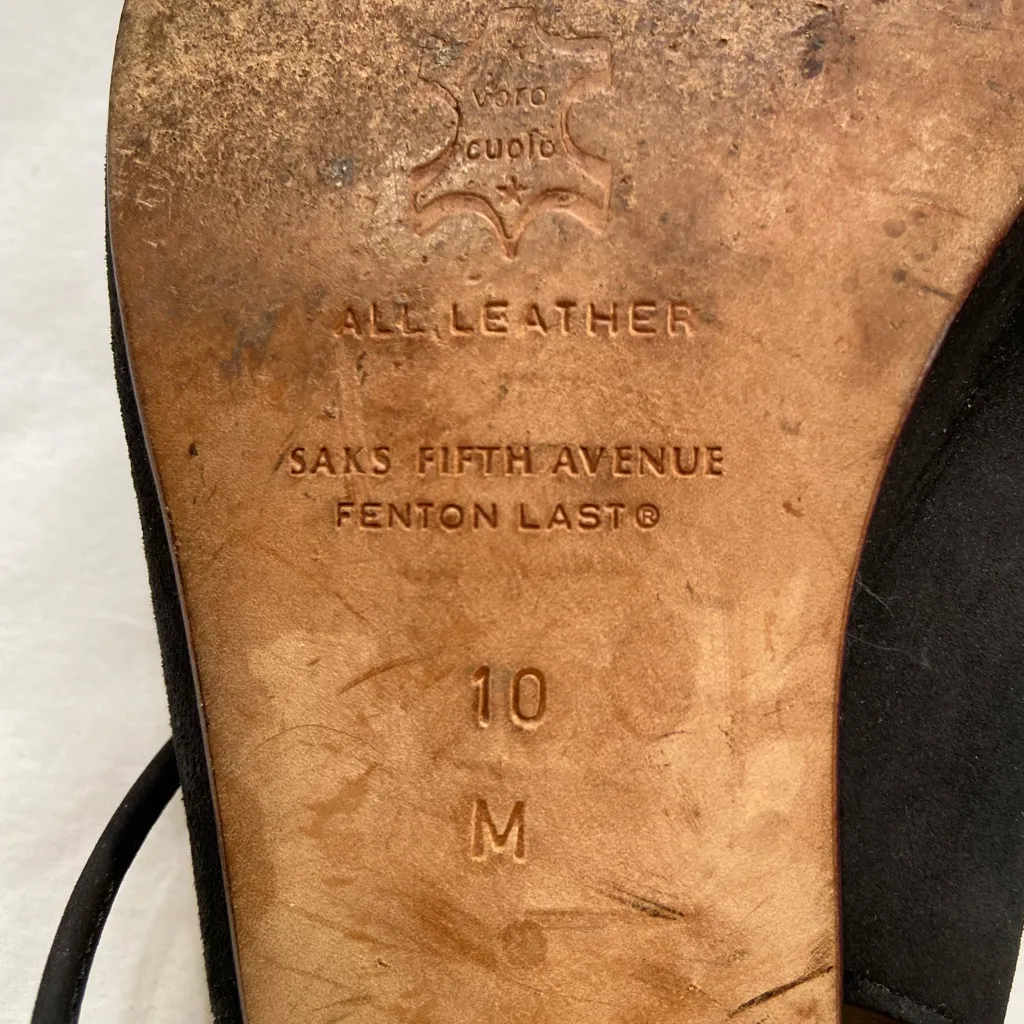 vero
cuoio
ALL LEATHER
SAKS FIFTH AVENUE
FENTON LAST®
10
M